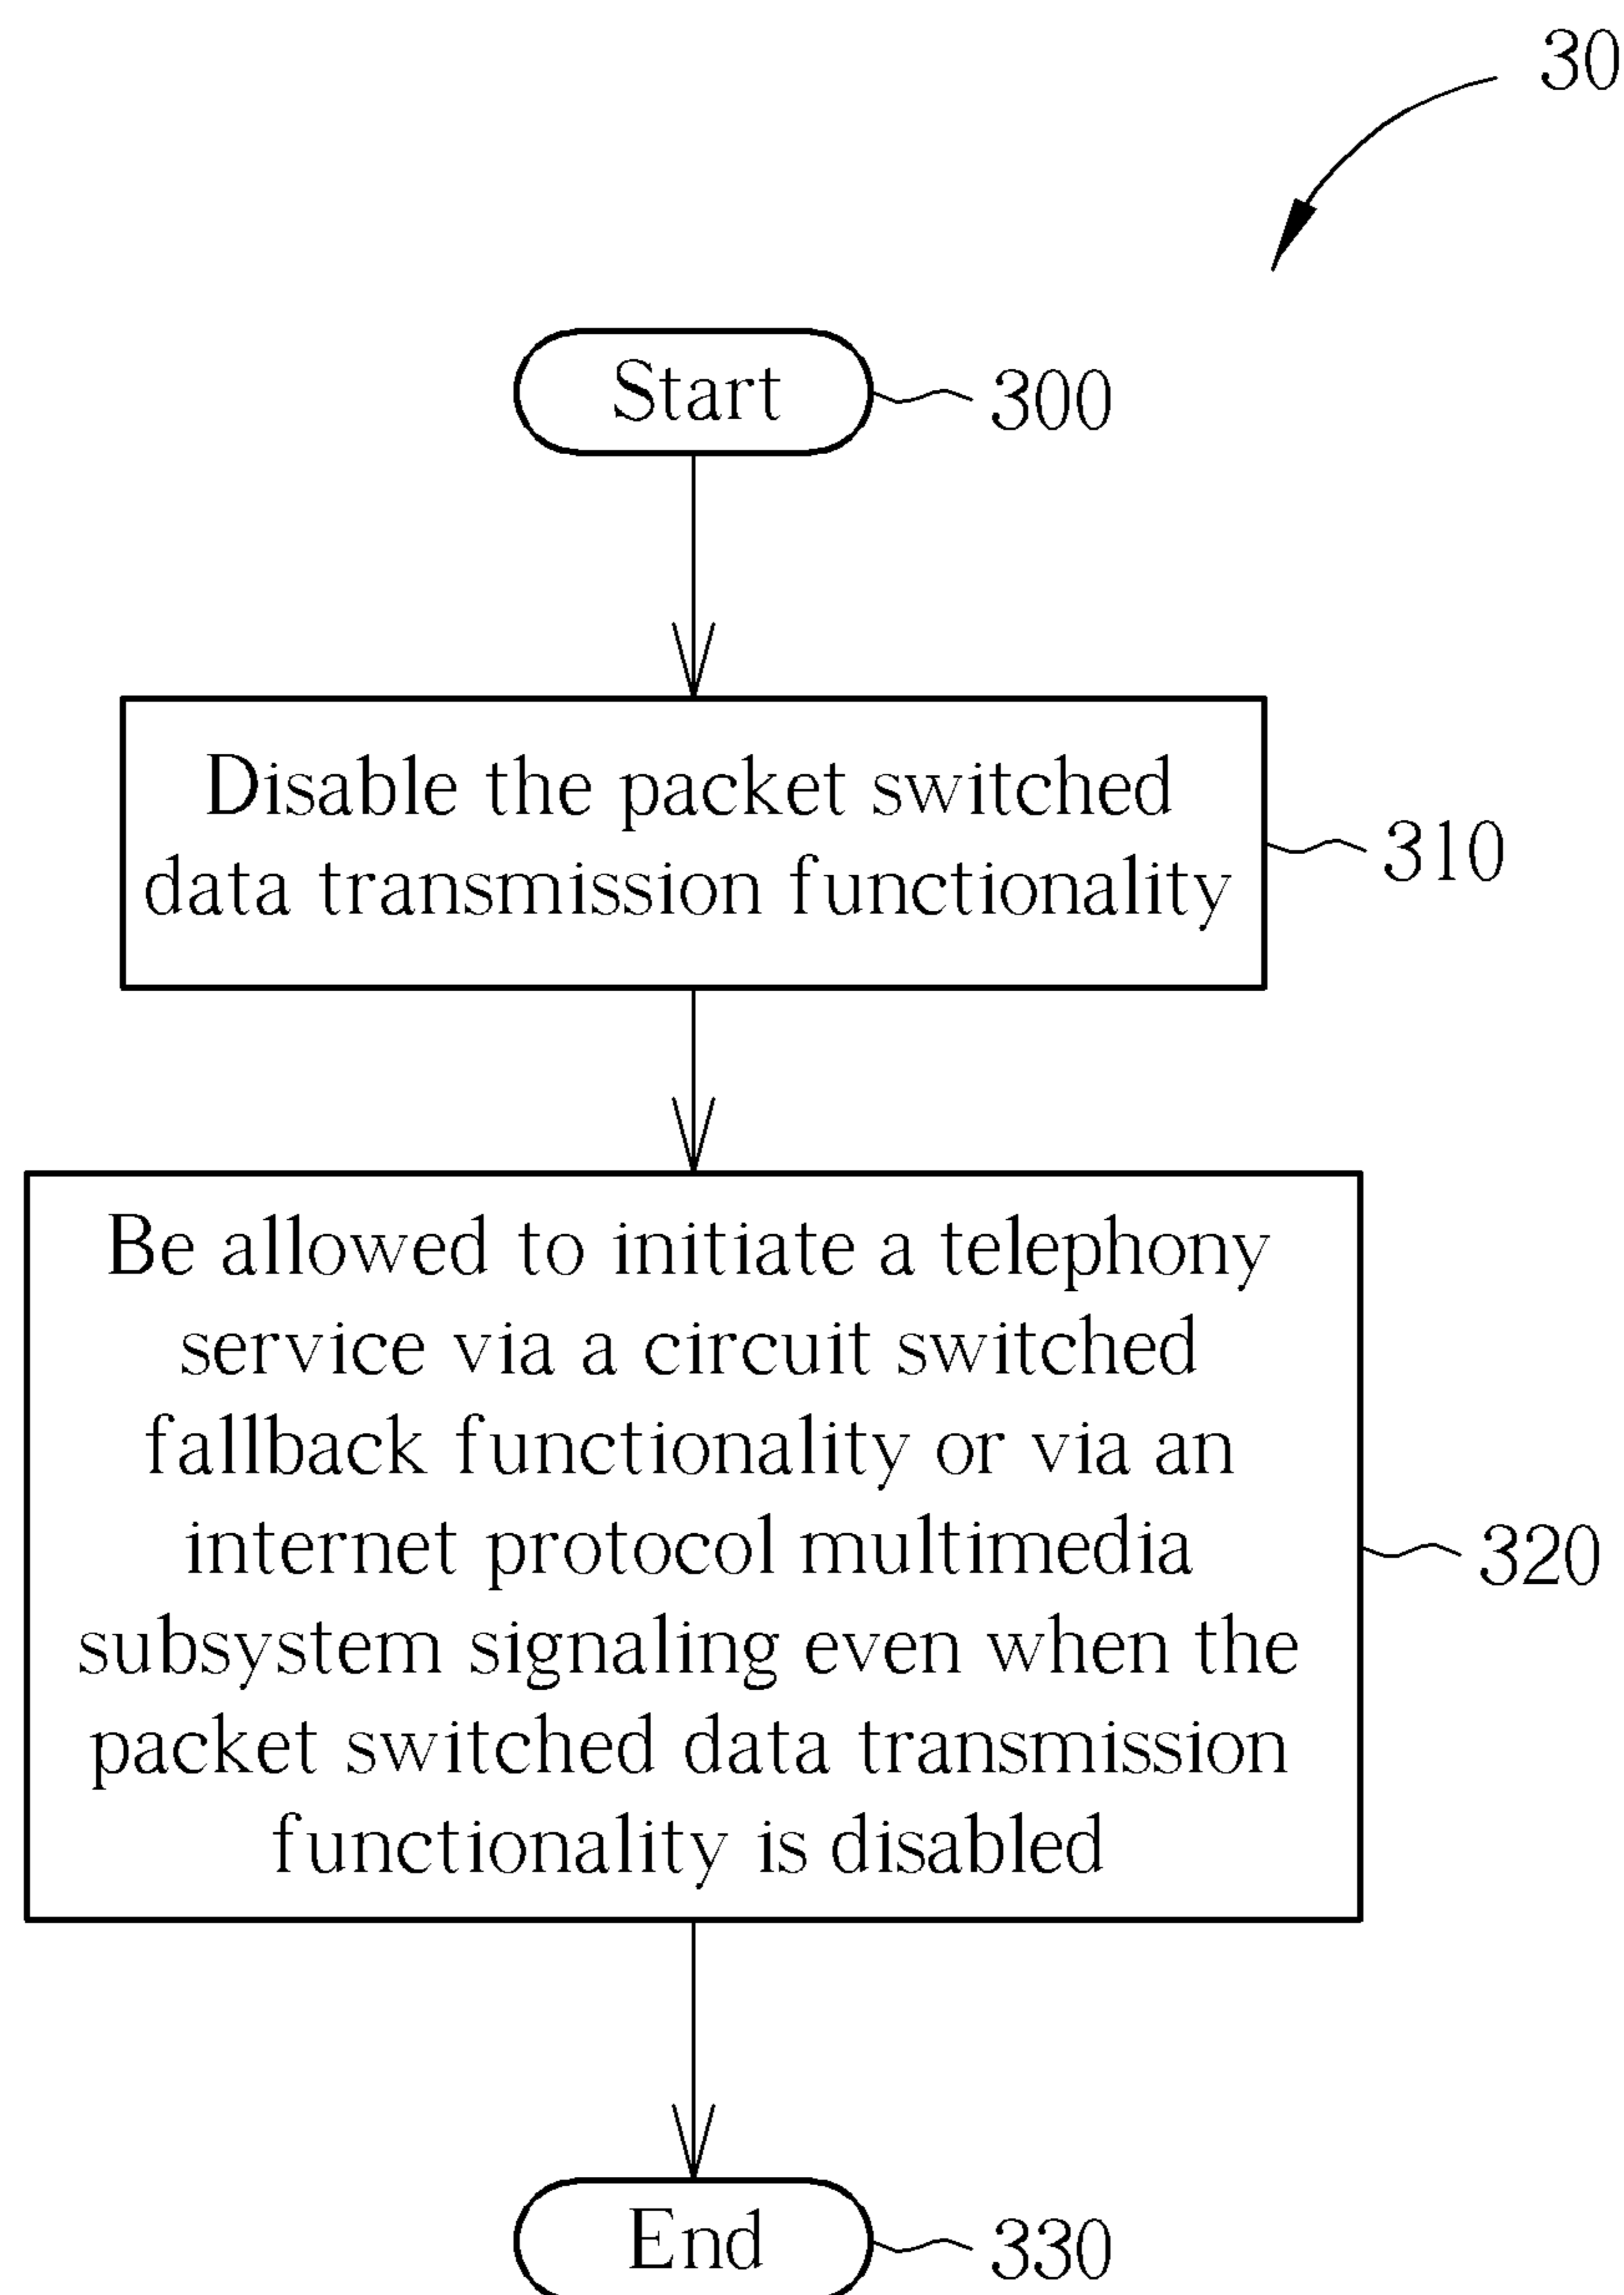 30
Start
300
Disable the packet switched
data transmission functionality
310
Be allowed to initiate a telephony
service via a circuit switched
fallback functionality or via an
internet protocol multimedia
subsystem signaling even when the
packet switched data transmission
functionality is disabled
320
End
330